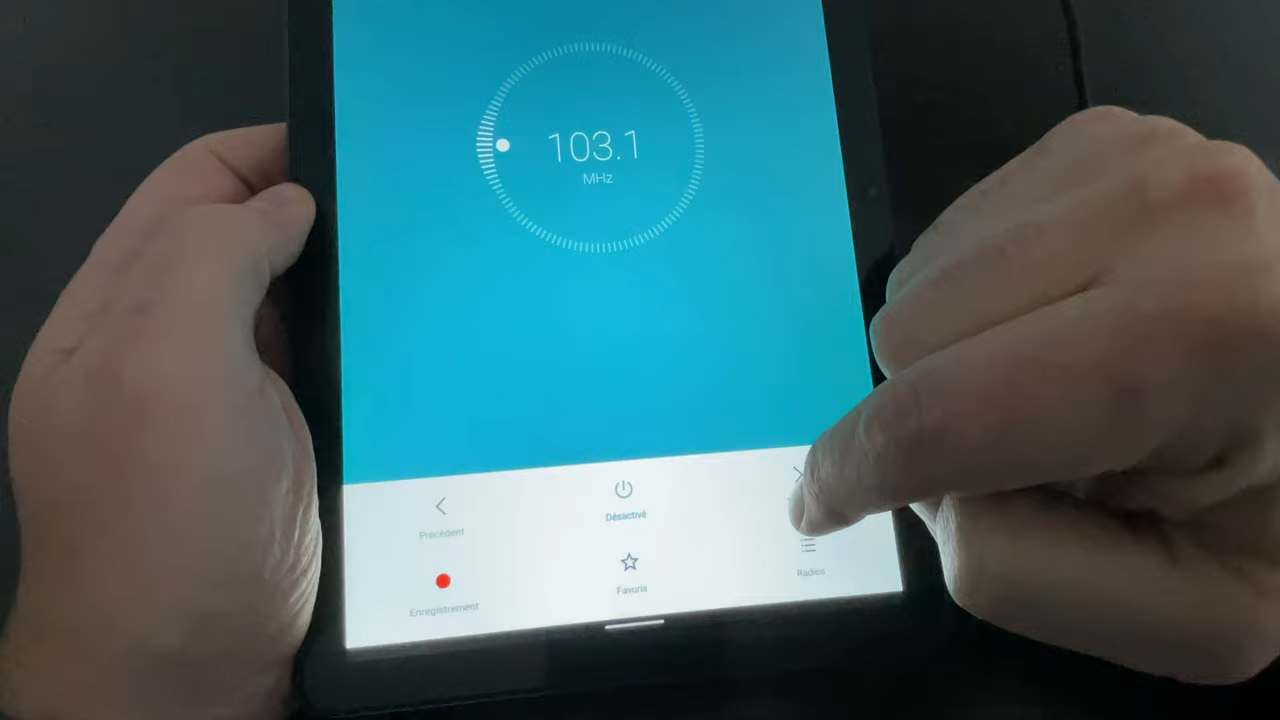 103.1
MHz
Précédent
Désactivé
Enregistrement
Favoris
Radios